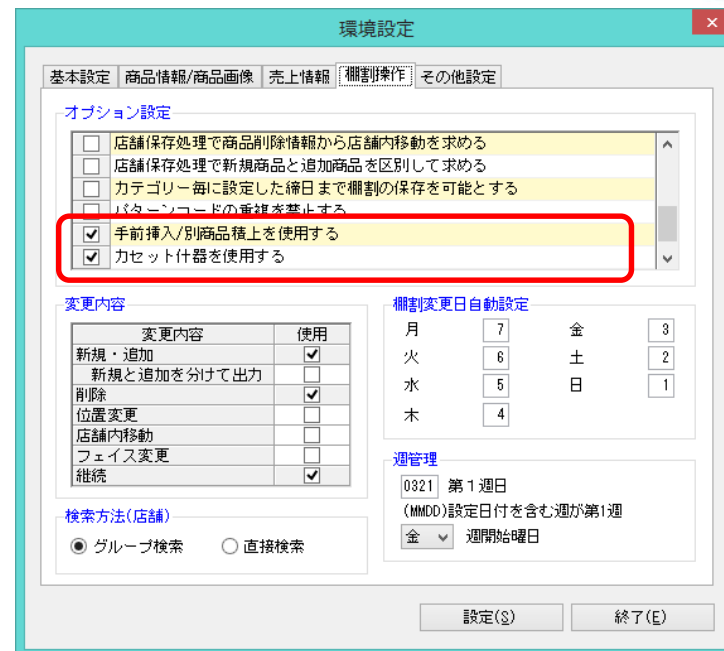 環境設定
基本設定 商品情報/商品画像 売上情報 棚割操作 その他設定
オプション設定
店舗保存処理で商品削除情報から店舗内移動を求める
店舗保存処理で新規商品と追加商品を区別して求める
カテゴリー毎に設定した締日まで棚割の保存を可能とする
パターンコードの重複を禁止する
手前挿入/別商品積上を使用する
カセット什器を使用する
変更内容
変更内容 使用
新規・追加
新規と追加を分けて出力
削除
位置変更
店舗内移動
フェイス変更
継続
検索方法(店舗)
グループ検索 直接検索
棚割変更日自動設定
月 7 金 3
火 6 土 2
水 5 日 1
木 4
週管理
0321 第1週日
(MMDD)設定日付を含む週が第1週
金 週開始曜日
設定(S) 終了(E)